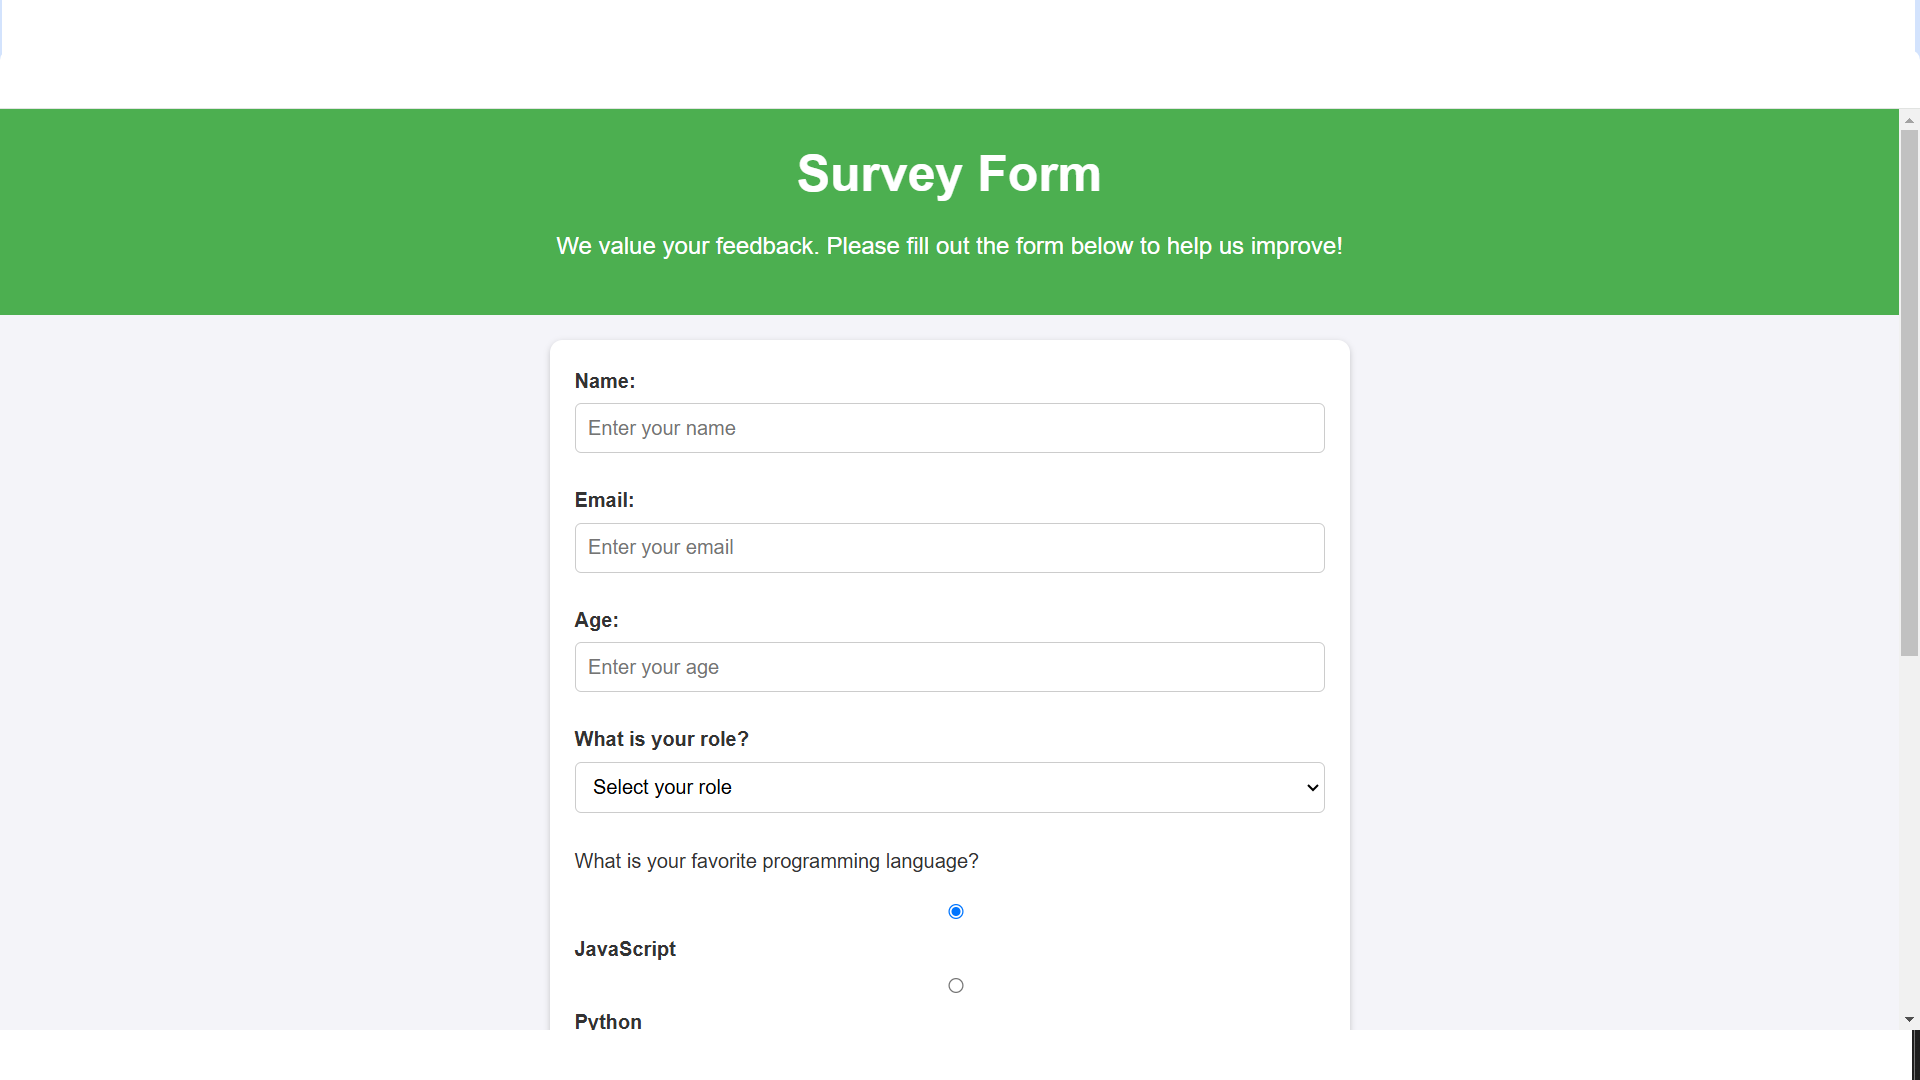 Survey Form
We value your feedback. Please fill out the form below to help us improve!
Name:
Enter your name
Email:
Enter your email
Age:
Enter your age
What is your role?
Select your role
What is your favorite programming language?
JavaScript
Python